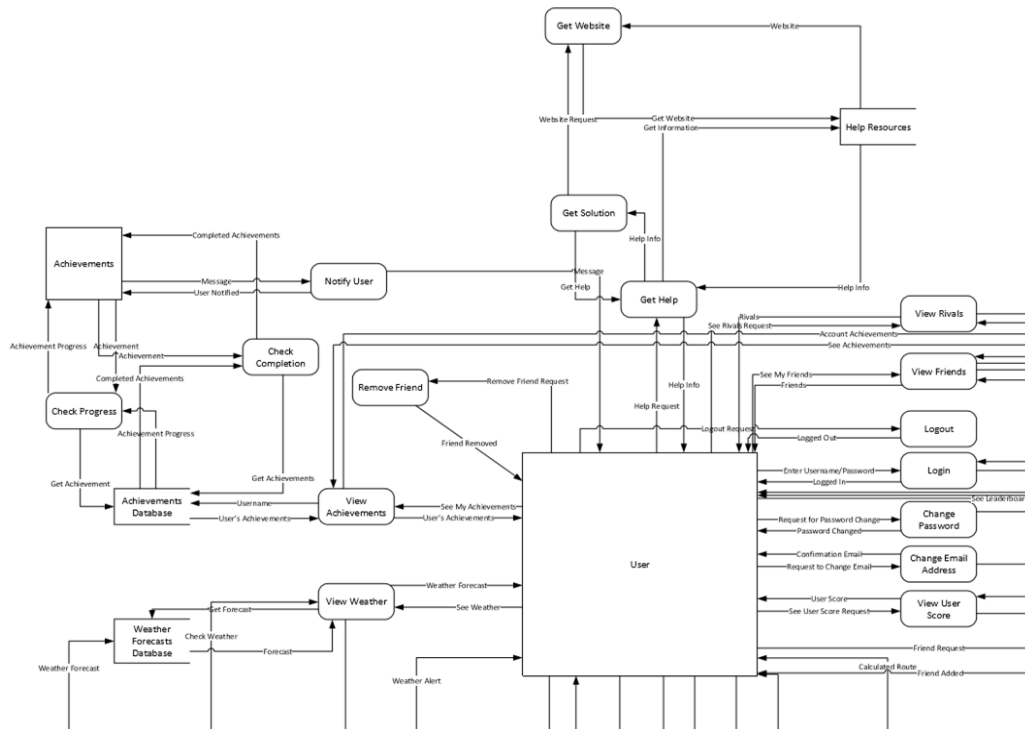 Get Website
Website
Website Request
Get Website
Get Information
Help Resources
Get Solution
Help Info
Completed Achievements
Achievements
Message
User Notified
Notify User
Message
Get Help
Get Help
Help Info
View Rivals
Rivals
See Rivals Request
Account Achievements
See Achievements
Achievement Progress
Achievement
Achievement
Check
Completion
Completed Achievements
Remove Friend
Remove Friend Request
Help Info
See My Friends
Friends
View Friends
Check Progress
Help Request
Achievement Progress
Friend Removed
Logout Request
Logged Out
Logout
Get Achievement
Get Achievements
Enter Username/Password
Logged In
Login
Achievements
Database
Username
User's Achievements
View
Achievements
See My Achievements
User's Achievements
See Leaderboard
Request for Password Change
Password Changed
Change
Password
User
Confirmation Email
Request to Change Email
Change Email
Address
Weather Forecast
See Weather
View Weather
Get Forecast
Check Weather
Forecast
Weather
Forecasts
Database
User Score
See User Score Request
View User
Score
Weather Forecast
Weather Alert
Friend Request
Calculated Route
Friend Added